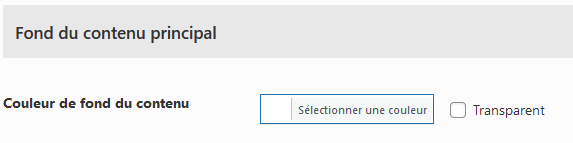 Fond du contenu principal
Couleur de fond du contenu Sélectionner une couleur Transparent